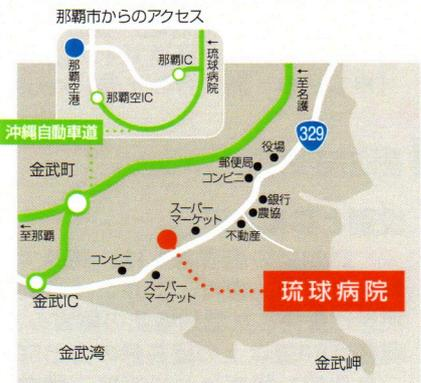 那覇市からのアクセス
那覇空港
那覇IC
←琉球病院
那覇空IC
沖縄自動車道
←至名護
329
役場
郵便局
コンビニ
金武町
銀行
農協
スーパー
マーケット
不動産
←
至那覇
コンビニ
スーパー
マーケット
琉球病院
金武IC
金武湾
金武岬